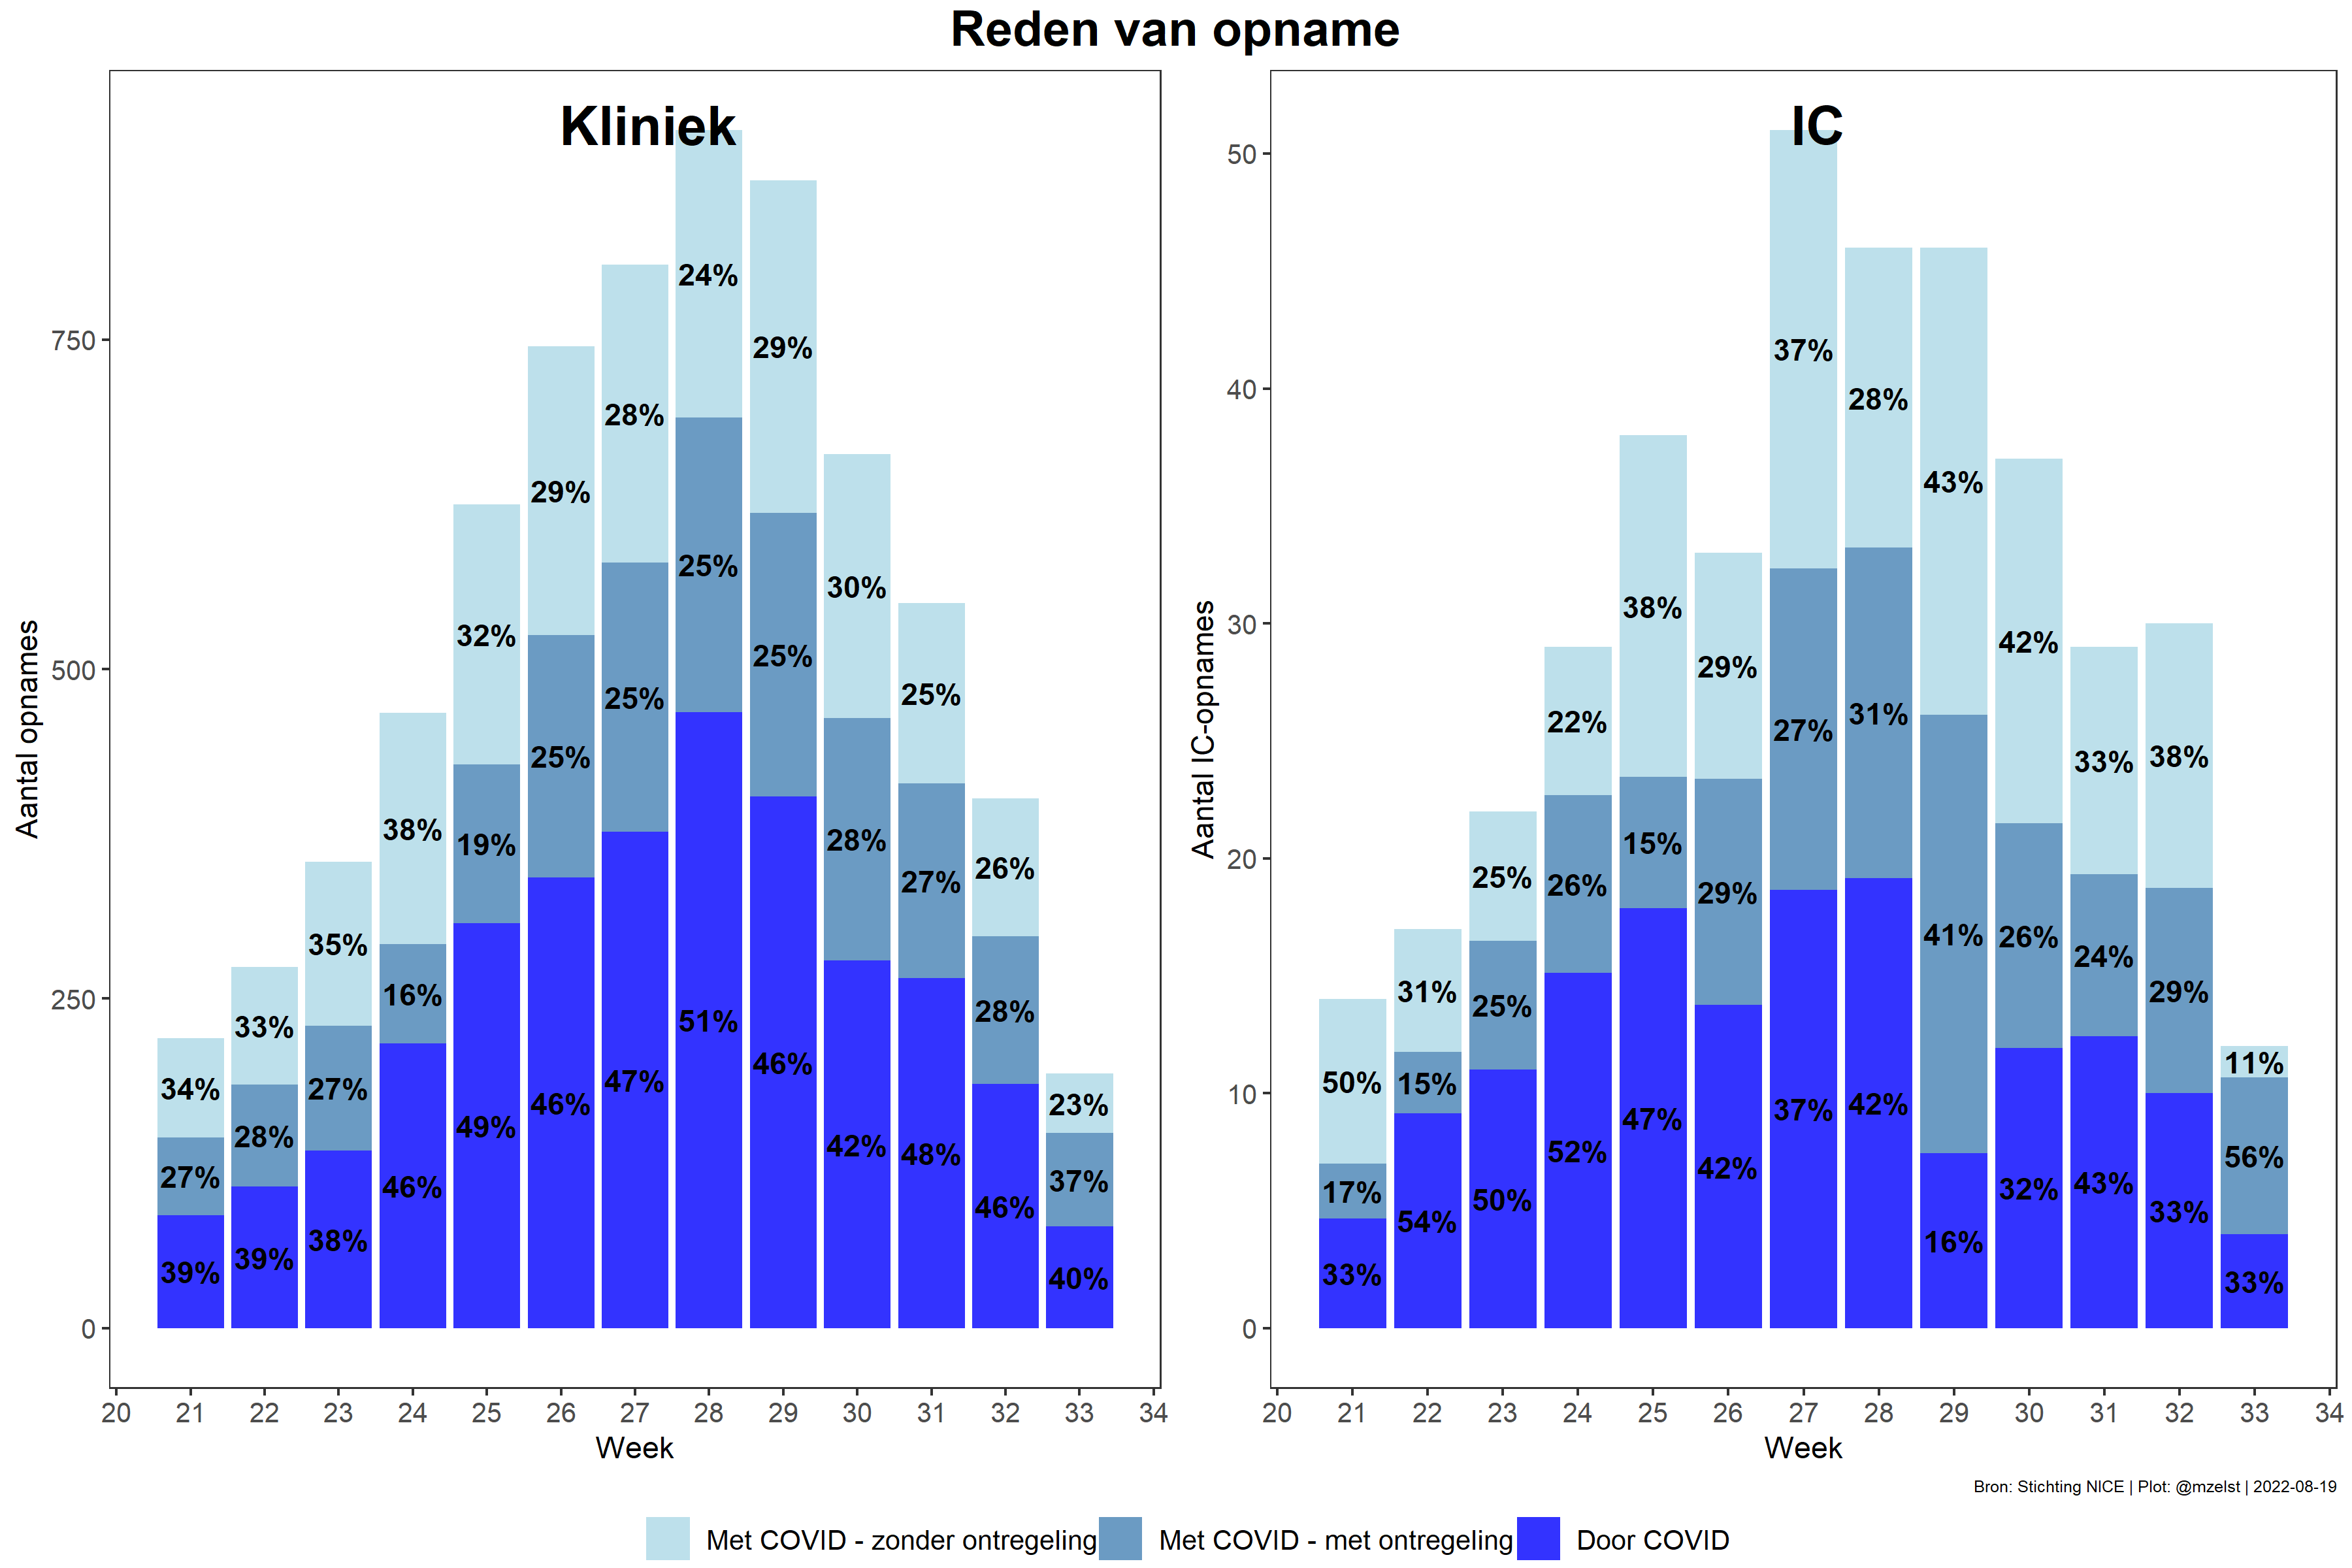 Reden van opname
Kliniek
Aantal opnames
750
500
250
0
34% 33% 35% 38% 32% 29% 28% 24% 29% 30% 25% 26% 23%
27% 28% 27% 16% 19% 25% 25% 25% 25% 28% 27% 28% 37%
39% 39% 38% 46% 49% 46% 47% 51% 46% 42% 48% 46% 40%
20 21 22 23 24 25 26 27 28 29 30 31 32 33 34
Week
IC
Aantal IC-opnames
50
40
30
20
10
0
50% 31% 25% 22% 38% 29% 37% 28% 43% 42% 33% 38% 11%
17% 15% 25% 26% 15% 29% 27% 31% 41% 26% 24% 29% 56%
33% 54% 50% 52% 47% 42% 37% 42% 16% 32% 43% 33% 33%
20 21 22 23 24 25 26 27 28 29 30 31 32 33 34
Week
Bron: Stichting NICE | Plot: @mzelst | 2022-08-19
Met COVID - zonder ontregeling Met COVID - met ontregeling Door COVID